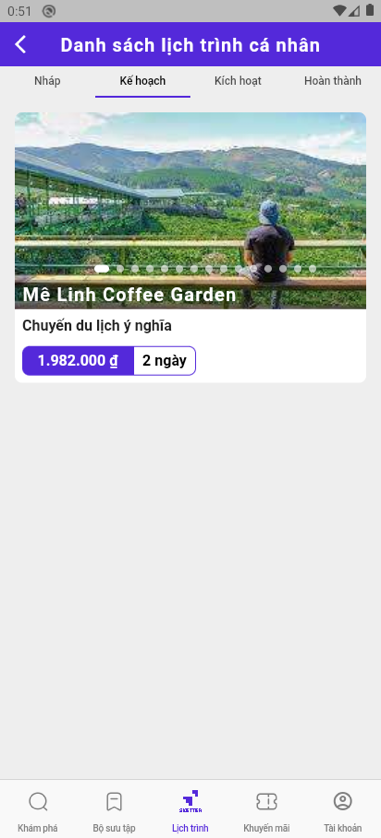 0:51
Danh sách lịch trình cá nhân
Nháp Kế hoạch Kích hoạt Hoàn thành
Mê Linh Coffee Garden
Chuyến du lịch ý nghĩa
1.982.000 ₫ 2 ngày
Khám phá Bộ sưu tập Lịch trình Khuyến mãi Tài khoản